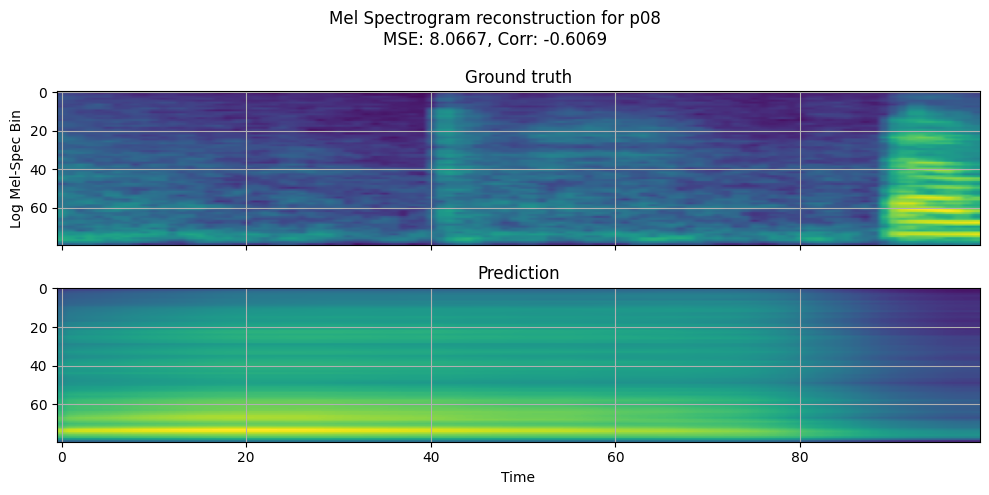 Mel Spectrogram reconstruction for p08
MSE: 8.0667, Corr: -0.6069
Ground truth
Log Mel-Spec Bin
0
20
40
60
Prediction
0
20
40
60
0 20 40 60 80
Time